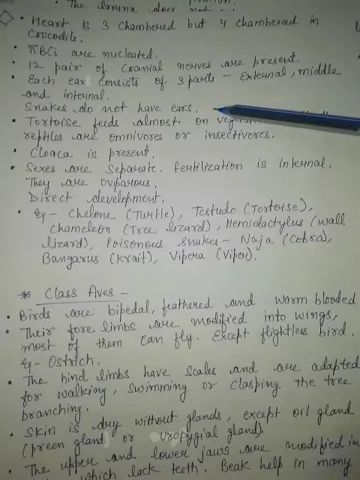 The larynx does not
• Heart is 3 chambered but 4 chambered in
Crocodile.
• RBCs are nucleated.
• 12 pair of cranial nerves are present.
• Each ear consists of 3 parts - External, middle
and internal.
Snakes do not have ears.
• Tortoise feeds almost on
reptiles are omnivores or insectivores.
• Cloaca is present.
• Sexes are separate. Fertilization is internal.
They are oviparous.
Direct development.
• Eg - Chelone (Turtle), Testudo (Tortoise),
Chameleon (Tree lizard), Hemidactylus (wall
lizard), Poisonous Snakes - Naja (Cobra),
Bangarus (Krait), Vipera (Viper).
* Class Aves -
• Birds are bipedal, feathered and warm blooded
• Their fore limbs are modified into wings,
most of them can fly. Except flightless bird
Eg - Ostrich.
• The hind limbs have scales and are adapted
for walking, swimming or clasping the tree
branching.
• Skin is dry without glands, except oil gland
(preen gland or uropygial gland).
• The upper and lower jaws are modified in
which lack teeth. Beak help in many